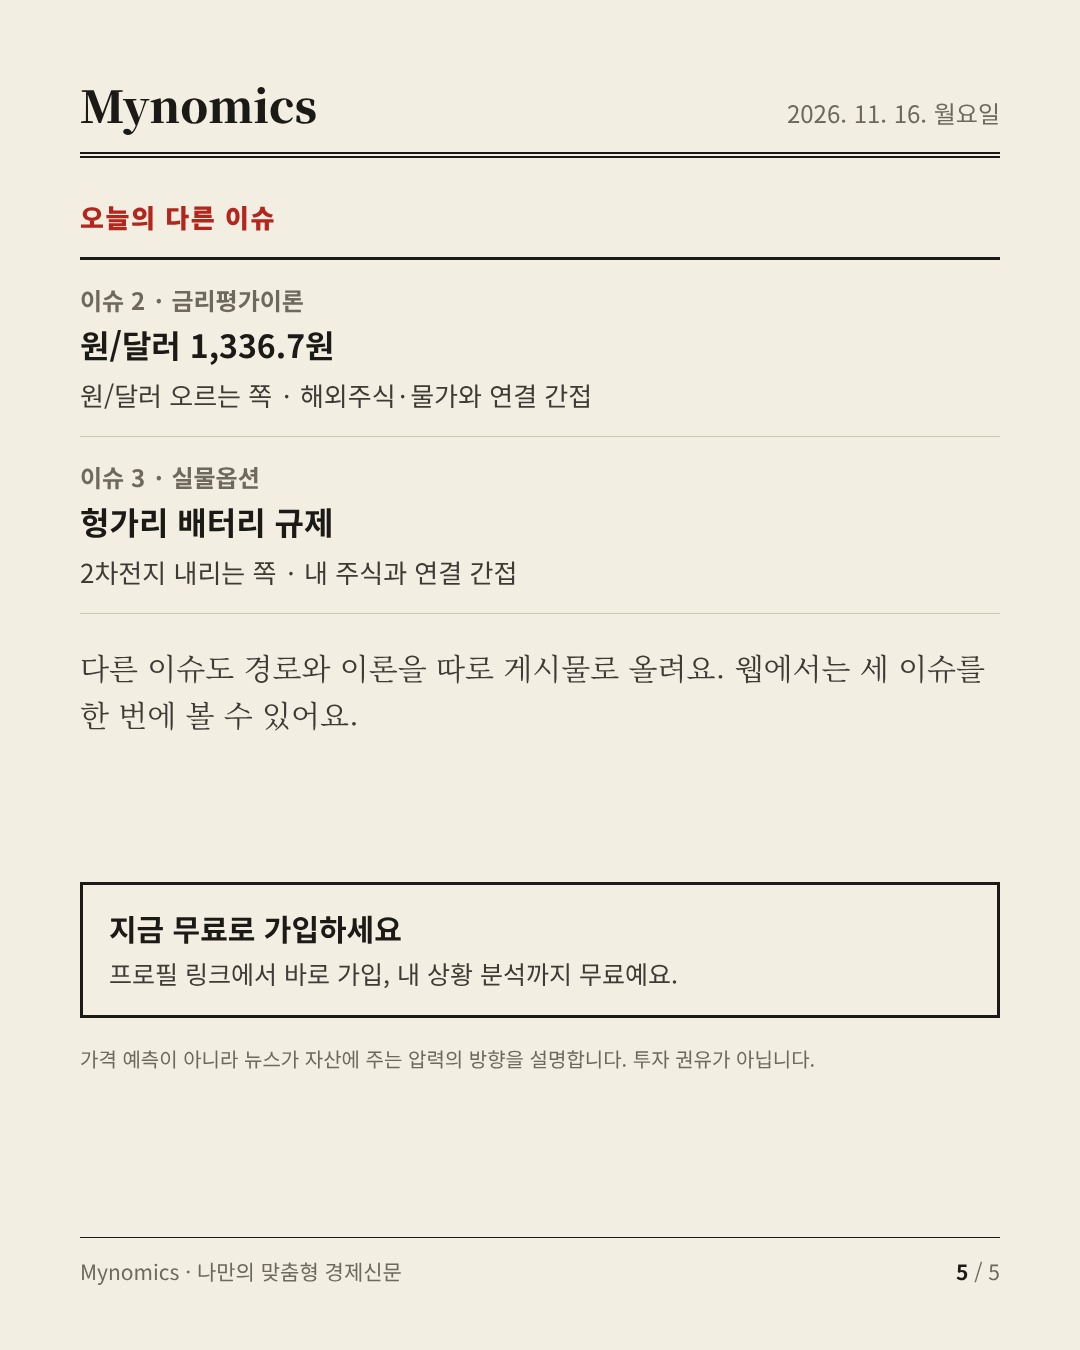 Mynomics
2026. 11. 16. 월요일
오늘의 다른 이슈
이슈 2 · 금리평가이론
원/달러 1,336.7원
원/달러 오르는 쪽 · 해외주식·물가와 연결 간접
이슈 3 · 실물옵션
헝가리 배터리 규제
2차전지 내리는 쪽 · 내 주식과 연결 간접
다른 이슈도 경로와 이론을 따로 게시물로 올려요. 웹에서는 세 이슈를
한 번에 볼 수 있어요.
지금 무료로 가입하세요
프로필 링크에서 바로 가입, 내 상황 분석까지 무료예요.
가격 예측이 아니라 뉴스가 자산에 주는 압력의 방향을 설명합니다. 투자 권유가 아닙니다.
Mynomics · 나만의 맞춤형 경제신문
5 / 5